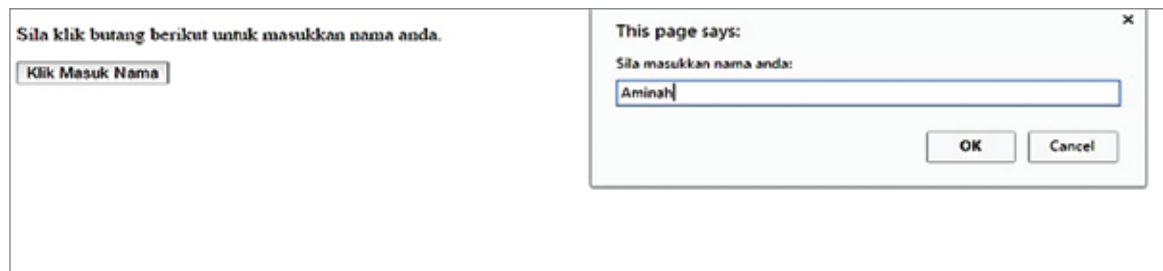 Sila klik butang berikut untuk masukkan nama anda.
Klik Masuk Nama
This page says:
Sila masukkan nama anda:
Aminah
OK
Cancel